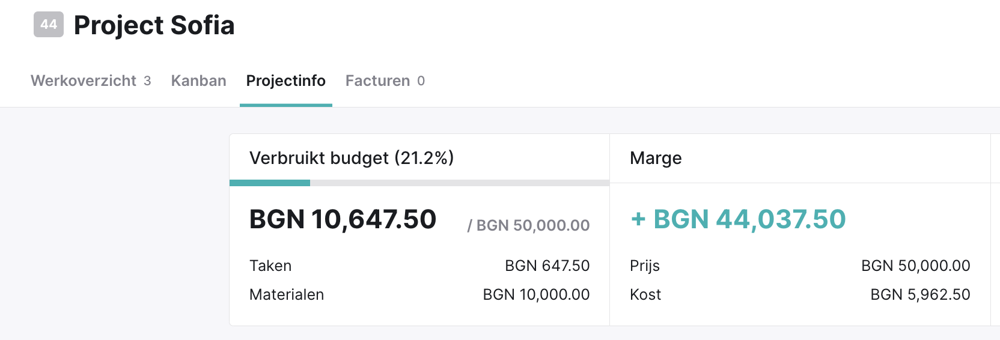 44 Project Sofia
Werkoverzicht 3 Kanban Projectinfo Facturen 0
Verbruikt budget (21.2%)
BGN 10,647.50 / BGN 50,000.00
Taken BGN 647.50
Materialen BGN 10,000.00
Marge
+ BGN 44,037.50
Prijs BGN 50,000.00
Kost BGN 5,962.50